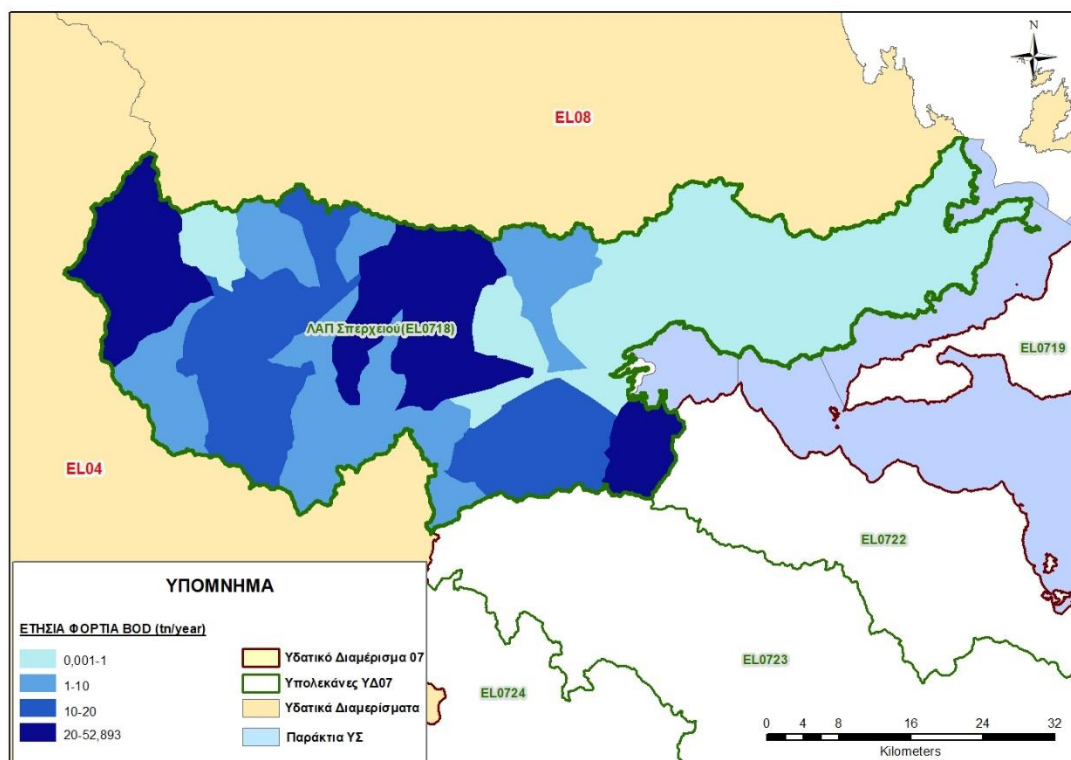 N
EL08
ΛΑΠ Σπερχειού(EL0718)
EL0719
EL04
EL0722
EL0723
EL0724
ΥΠΟΜΝΗΜΑ
ΕΤΗΣΙΑ ΦΟΡΤΙΑ BOD (tn/year)
0,001-1
1-10
10-20
20-52,893
Υδατικό Διαμέρισμα 07
Υπολεκάνες ΥΔ07
Υδατικά Διαμερίσματα
Παράκτια ΥΣ
0 4 8 16 24 32
Kilometers